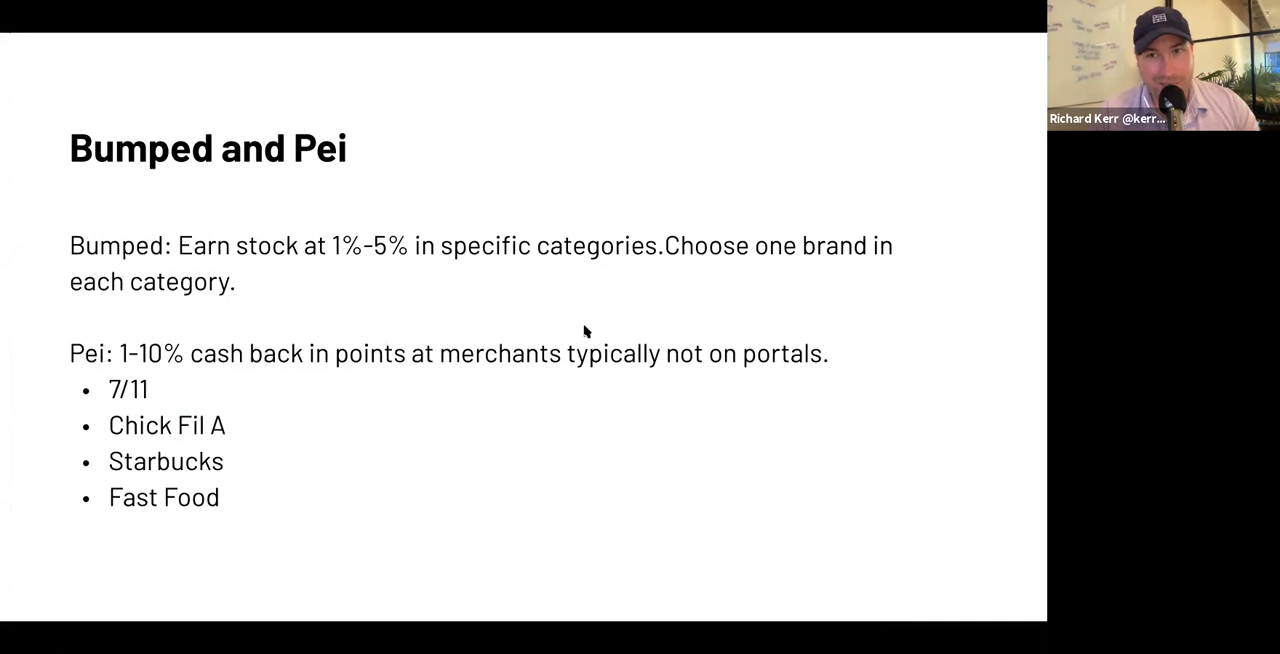 Bumped and Pei
Bumped: Earn stock at 1%-5% in specific categories.Choose one brand in
each category.
Pei: 1-10% cash back in points at merchants typically not on portals.
• 7/11
• Chick Fil A
• Starbucks
• Fast Food
Richard Kerr @kerr...